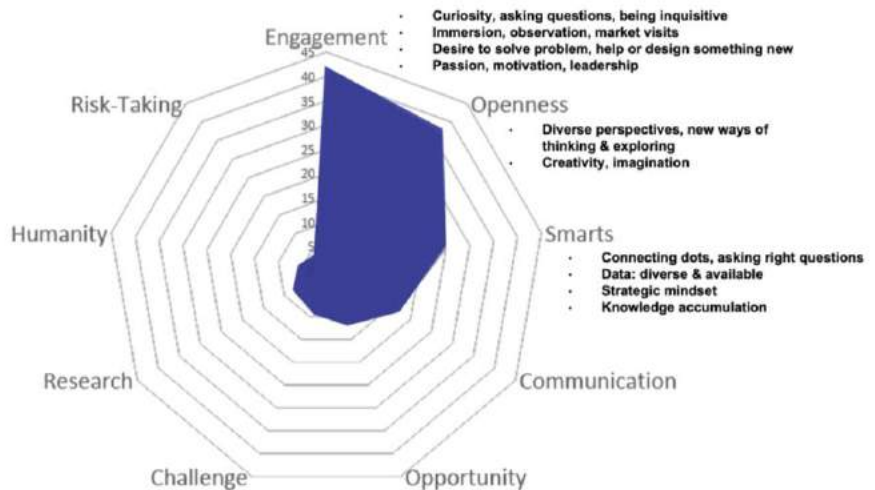 Engagement
· Curiosity, asking questions, being inquisitive
· Immersion, observation, market visits
· Desire to solve problem, help or design something new
· Passion, motivation, leadership
45
40
35
30
25
20
15
10
5
Risk-Taking
Openness
· Diverse perspectives, new ways of
thinking & exploring
· Creativity, imagination
Humanity
Smarts
· Connecting dots, asking right questions
· Data: diverse & available
· Strategic mindset
· Knowledge accumulation
Research
Communication
Challenge
Opportunity